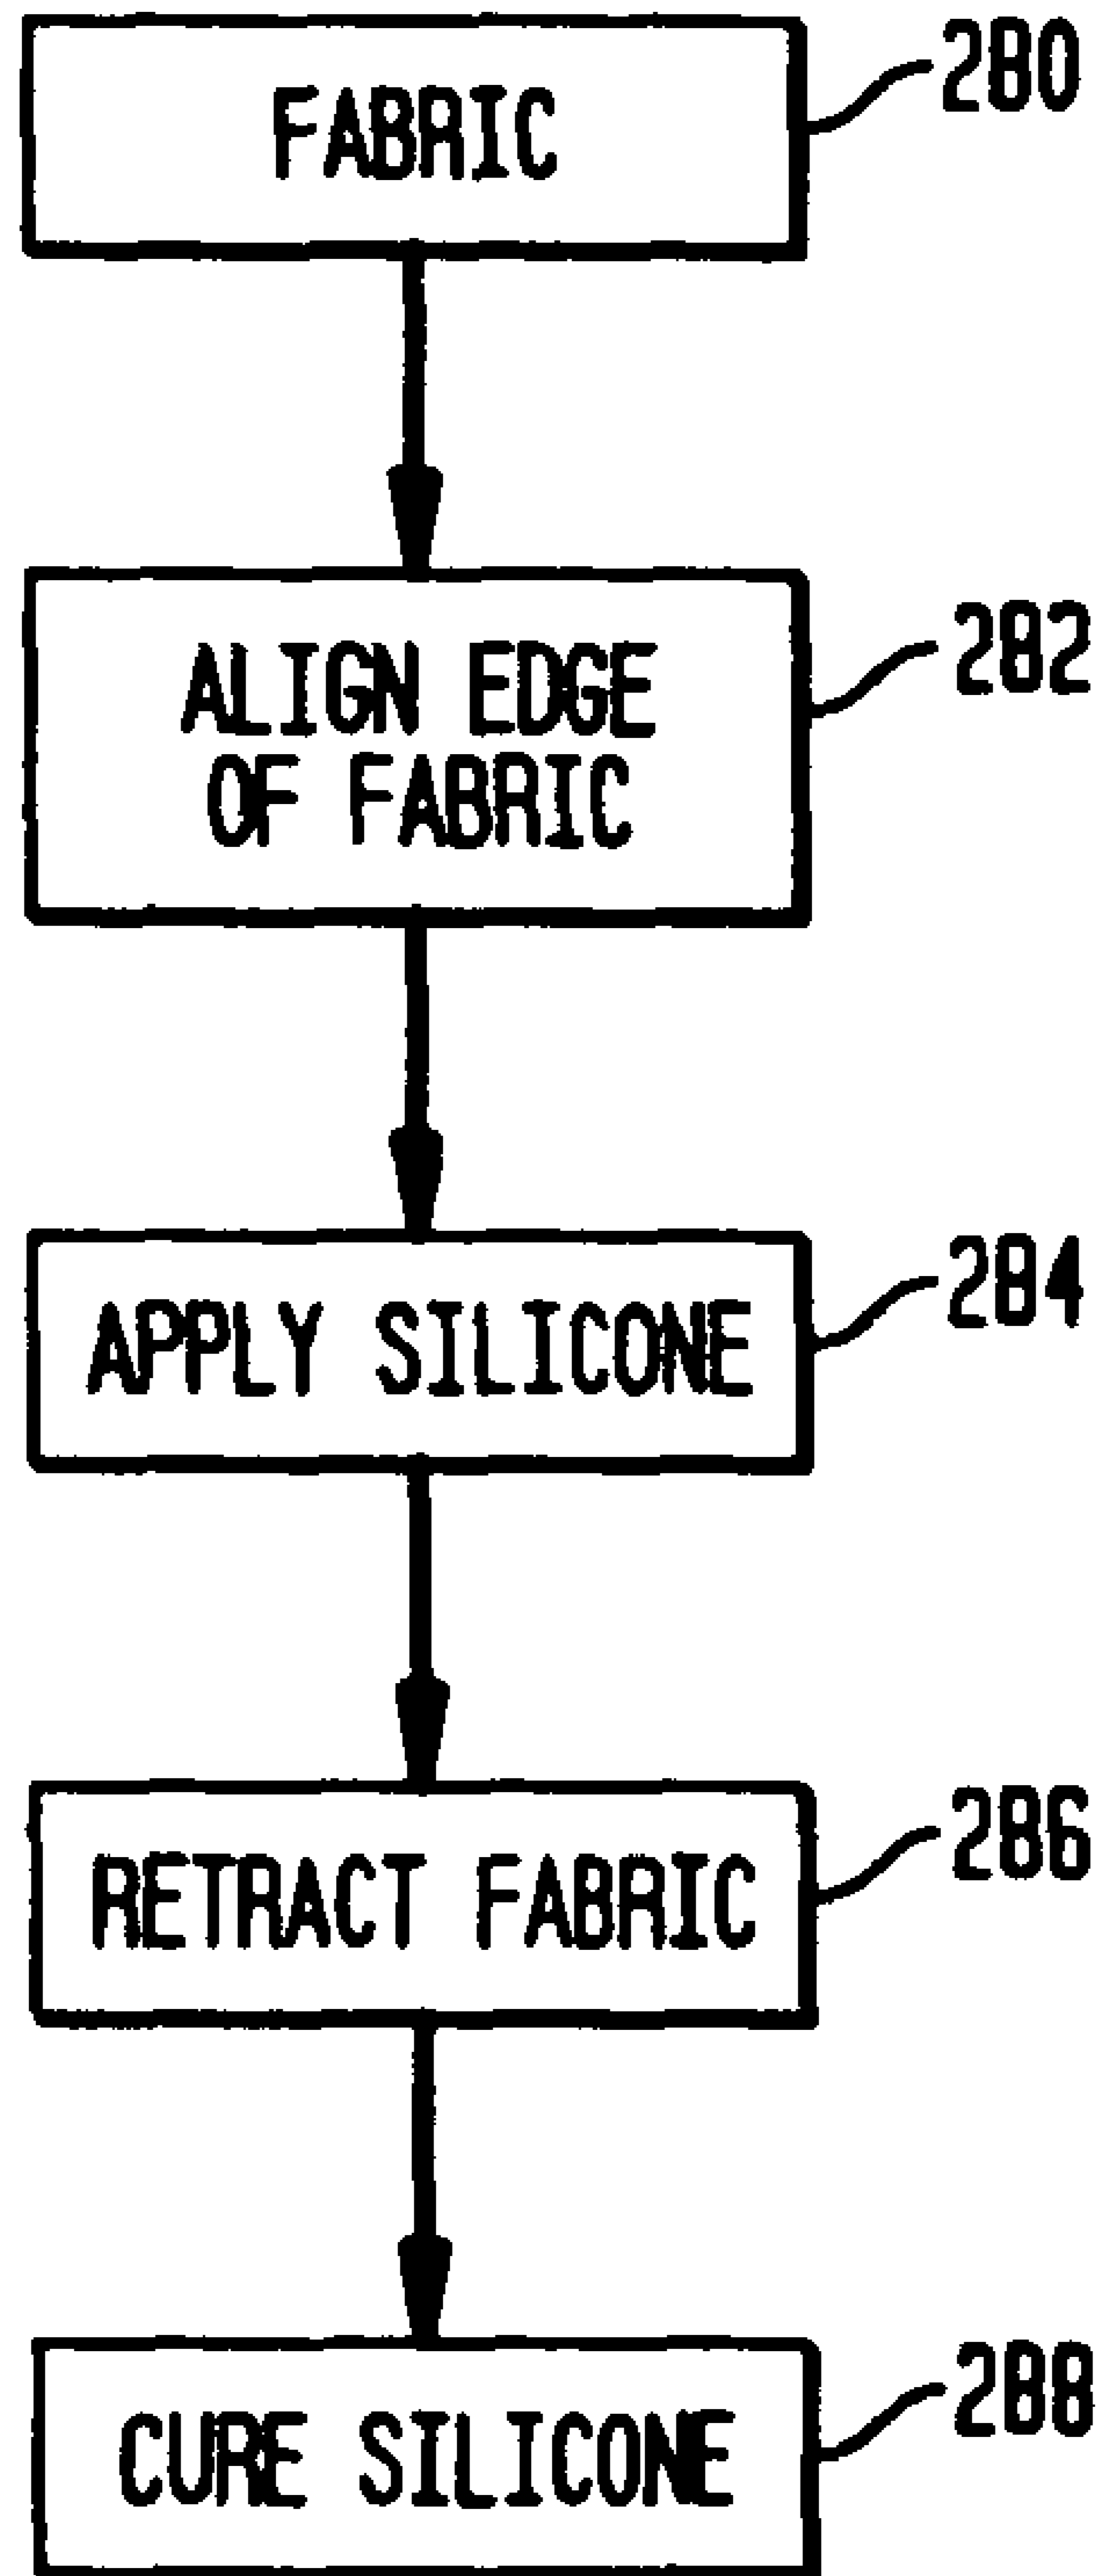 FABRIC
280
ALIGN EDGE
OF FABRIC
282
APPLY SILICONE
284
RETRACT FABRIC
286
CURE SILICONE
288